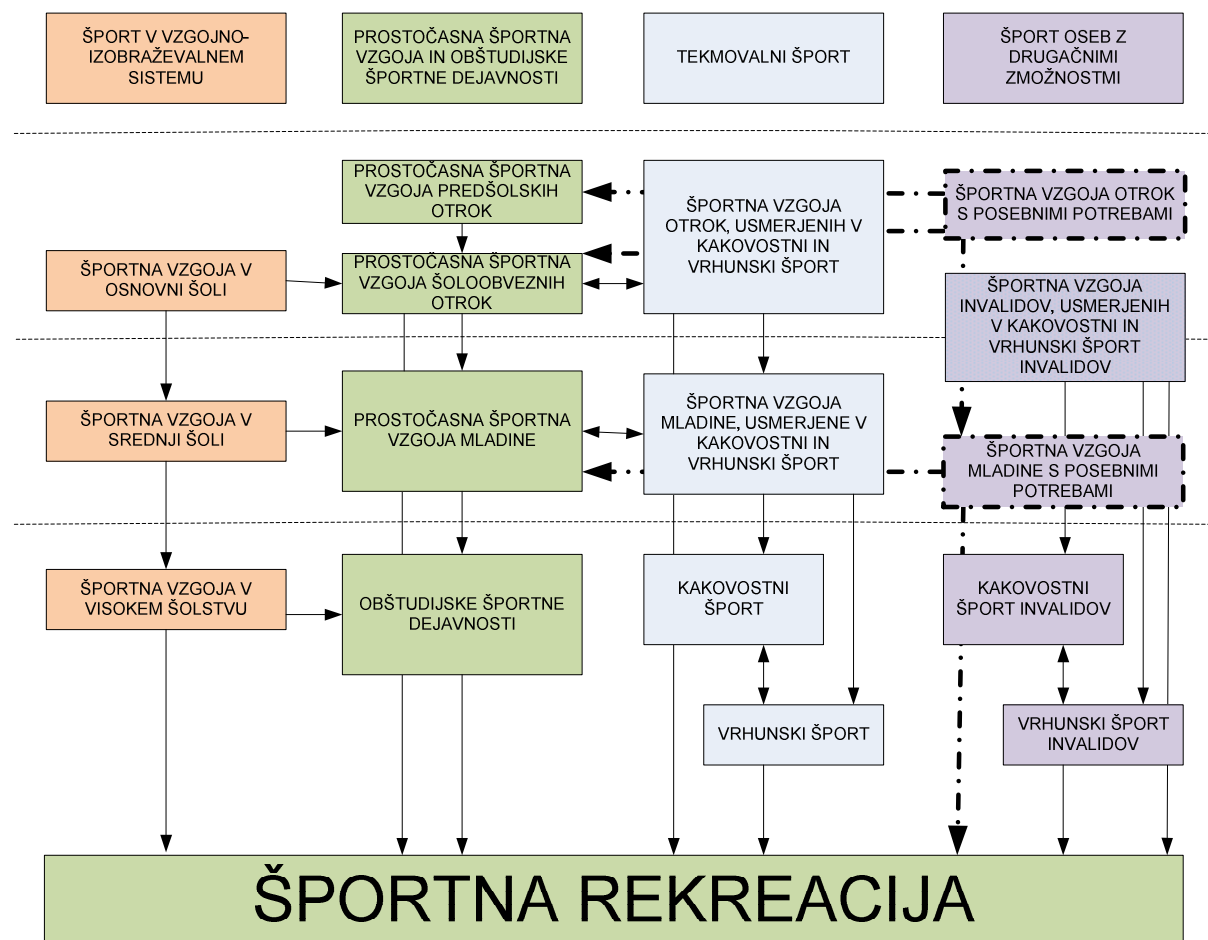 ŠPORT V VZGOJNO-
IZOBRAŽEVALNEM
SISTEMU
PROSTOČASNA ŠPORTNA
VZGOJA IN OBŠTUDIJSKE
ŠPORTNE DEJAVNOSTI
TEKMOVALNI ŠPORT
ŠPORT OSEB Z
DRUGAČNIMI
ZMOŽNOSTMI
PROSTOČASNA ŠPORTNA
VZGOJA PREDŠOLSKIH
OTROK
ŠPORTNA VZGOJA
OTROK, USMERJENIH V
KAKOVOSTNI IN
VRHUNSKI ŠPORT
ŠPORTNA VZGOJA OTROK
S POSEBNIMI POTREBAMI
ŠPORTNA VZGOJA V
OSNOVNI ŠOLI
PROSTOČASNA ŠPORTNA
VZGOJA ŠOLOOBVEZNIH
OTROK
ŠPORTNA VZGOJA
INVALIDOV, USMERJENIH
V KAKOVOSTNI IN
VRHUNSKI ŠPORT
INVALIDOV
ŠPORTNA VZGOJA V
SREDNJI ŠOLI
PROSTOČASNA ŠPORTNA
VZGOJA MLADINE
ŠPORTNA VZGOJA
MLADINE, USMERJENE V
KAKOVOSTNI IN
VRHUNSKI ŠPORT
ŠPORTNA VZGOJA
MLADINE S POSEBNIMI
POTREBAMI
ŠPORTNA VZGOJA V
VISOKEM ŠOLSTVU
OBŠTUDIJSKE ŠPORTNE
DEJAVNOSTI
KAKOVOSTNI
ŠPORT
KAKOVOSTNI
ŠPORT INVALIDOV
VRHUNSKI ŠPORT
VRHUNSKI ŠPORT
INVALIDOV
ŠPORTNA REKREACIJA